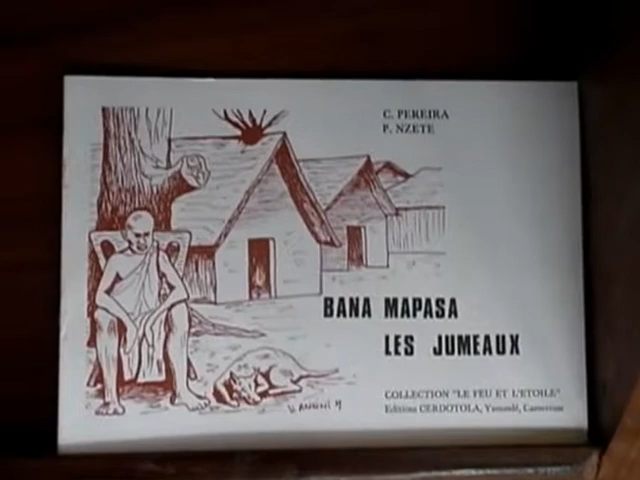 C. PEREIRA
P. NZETE
BANA MAPASA
LES JUMEAUX
COLLECTION "LE FEU ET L'ETOILE"
Editions CERDOTOLA, Yaoundé, Cameroun